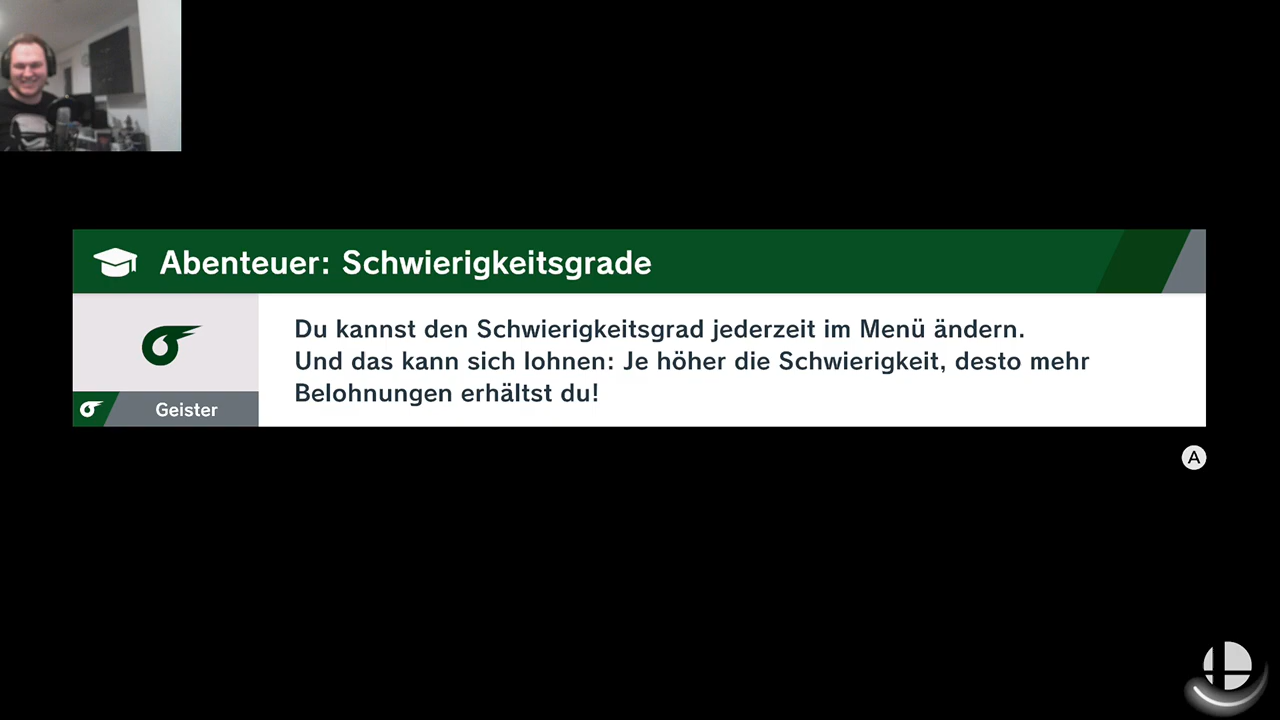 Abenteuer: Schwierigkeitsgrade
Du kannst den Schwierigkeitsgrad jederzeit im Menü ändern.
Und das kann sich lohnen: Je höher die Schwierigkeit, desto mehr
Belohnungen erhältst du!
Geister
A